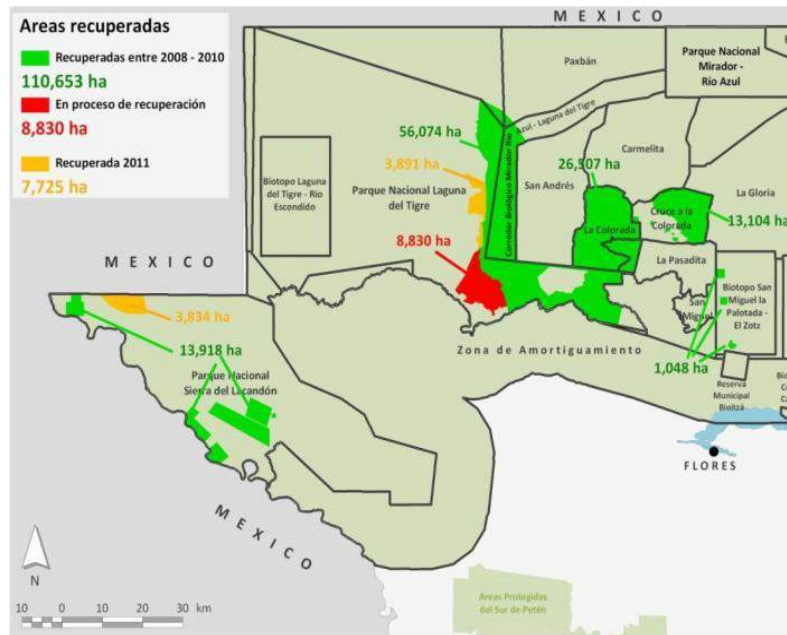 Areas recuperadas
Recuperadas entre 2008 - 2010
110,653 ha
En proceso de recuperación
8,830 ha
Recuperada 2011
7,725 ha
M E X I C O
Paxbán
Parque Nacional
Mirador -
Río Azul
56,074 ha
Azul - Laguna del Tigre
Corredor Biológico Mirador Río
Carmelita
3,891 ha
26,507 ha
Biotopo Laguna
del Tigre - Río
Escondido
Parque Nacional Laguna
del Tigre
San Andrés
La Gloria
Cruce a la
Colorada
13,104 ha
La Colorada
8,830 ha
La Pasadita
M E X I C O
Biotopo San
Miguel la
Palotada -
El Zotz
San
Miguel
3,834 ha
13,918 ha
Zona de Amortiguamiento
1,048 ha
Parque Nacional
Sierra del Lacandón
Reserva
Municipal
Bioitzá
FLORES
M E X I C O
N
Areas Protegidas
del Sur de Petén
10 0 10 20 30 km